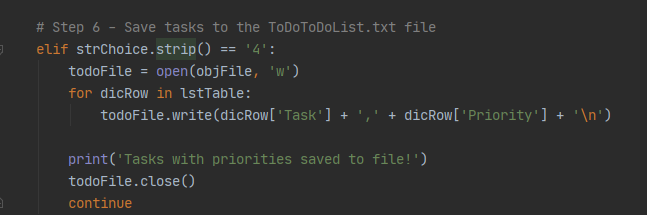 # Step 6 – Save tasks to the ToDoToDoList.txt file
elif strChoice.strip() == '4':
todoFile = open(objFile, 'w')
for dicRow in lstTable:
todoFile.write(dicRow['Task'] + ',' + dicRow['Priority'] + '\n')
print('Tasks with priorities saved to file!')
todoFile.close()
continue